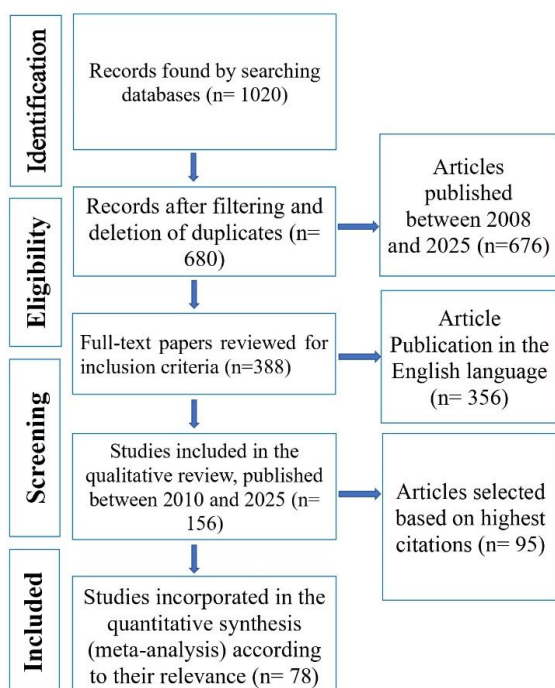 Identification
Records found by searching
databases (n= 1020)
Eligibility
Records after filtering and
deletion of duplicates (n=
680)
Articles
published
between 2008
and 2025 (n=676)
Full-text papers reviewed for
inclusion criteria (n=388)
Article
Publication in the
English language
(n= 356)
Screening
Studies included in the
qualitative review, published
between 2010 and 2025 (n=
156)
Articles selected
based on highest
citations (n= 95)
Included
Studies incorporated in the
quantitative synthesis
(meta-analysis) according
to their relevance (n= 78)